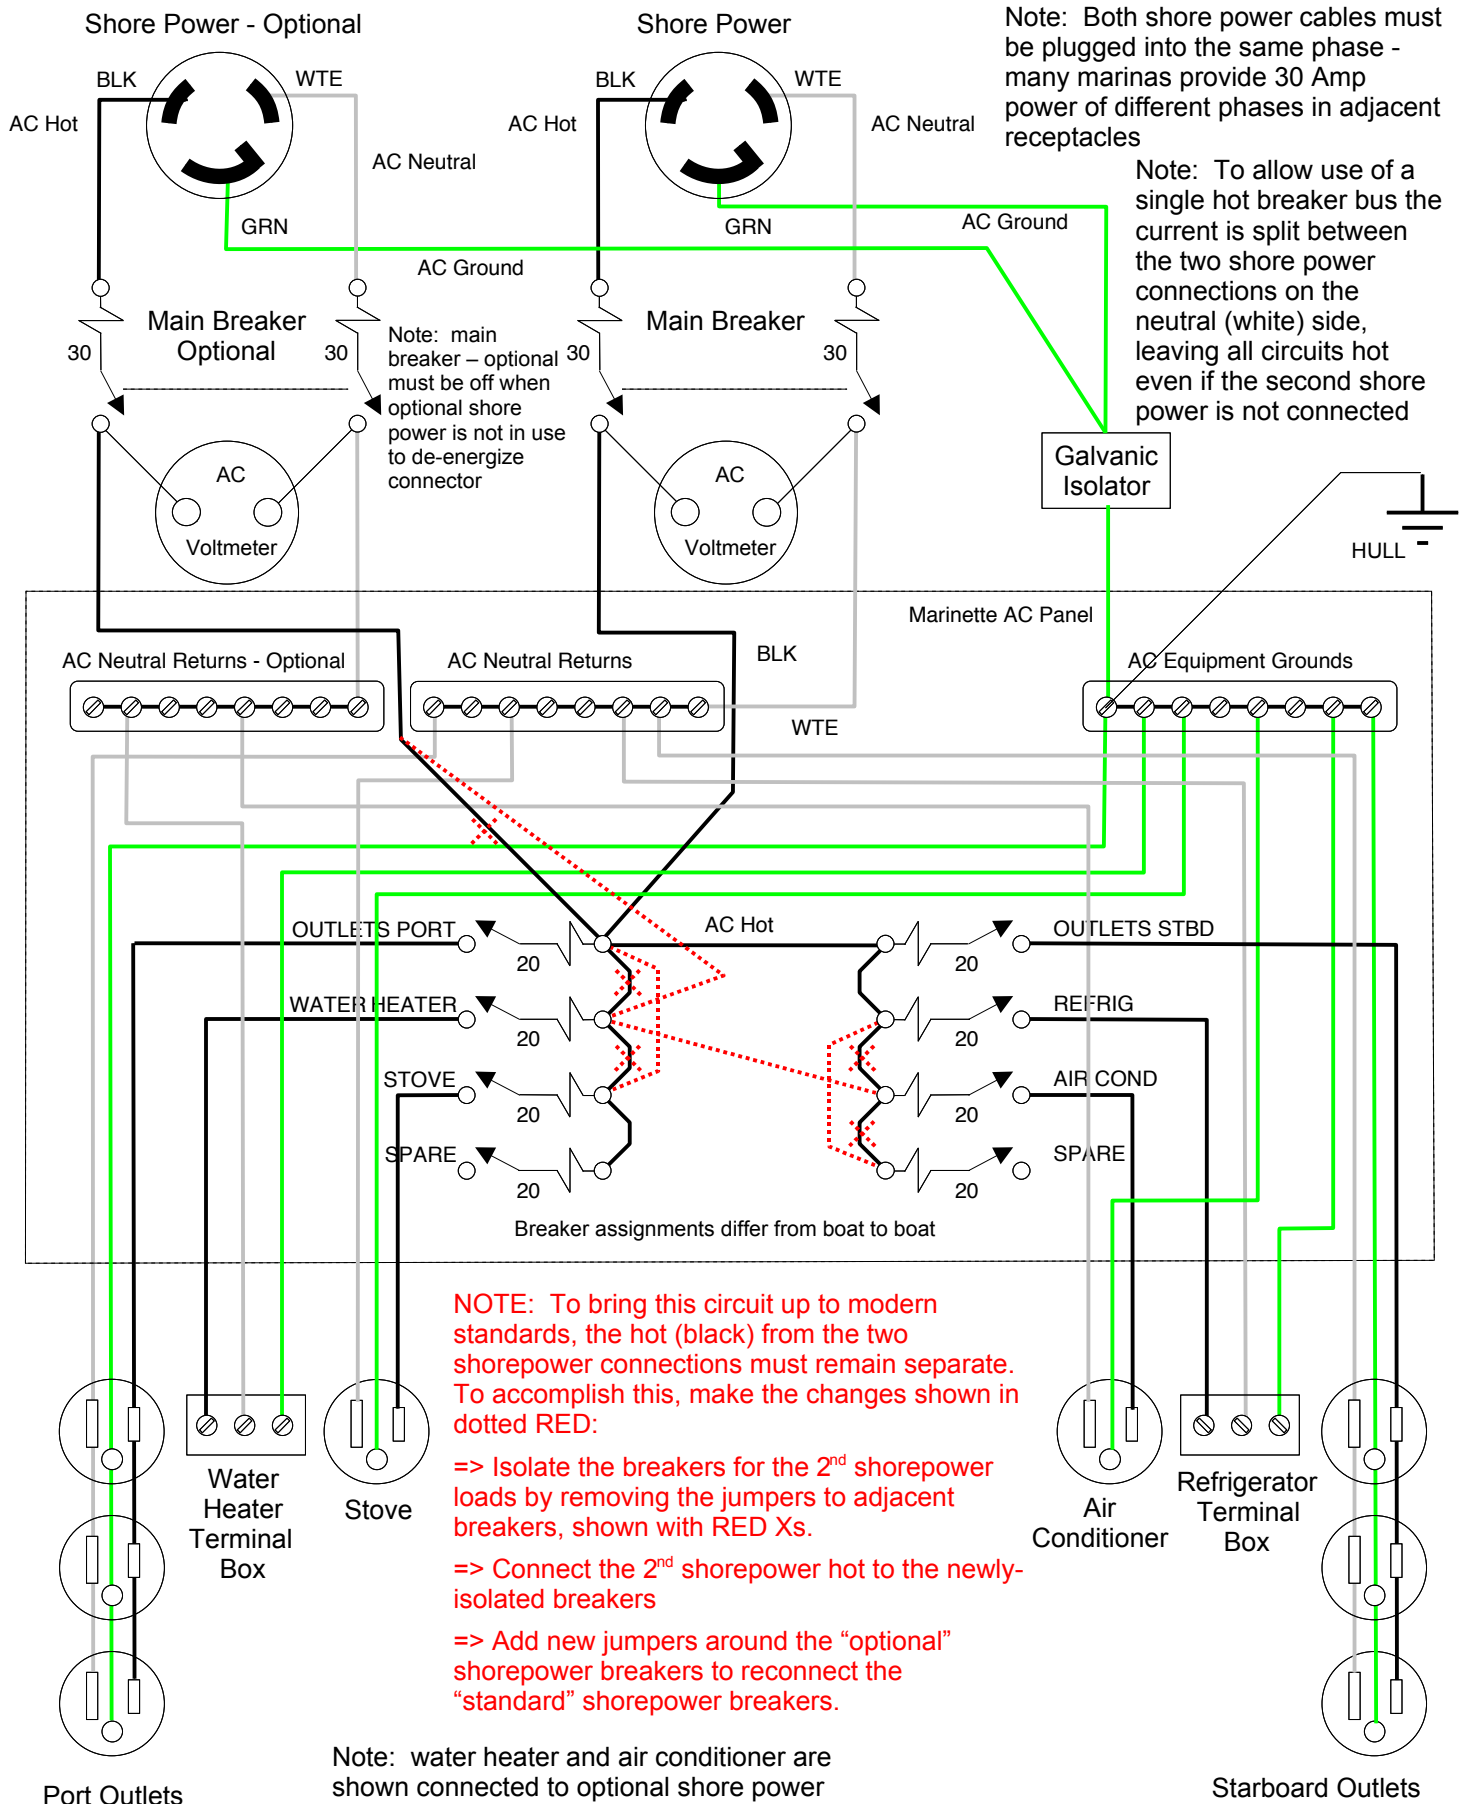 Shore Power - Optional
Shore Power
Note:  Both shore power cables must
be plugged into the same phase -
many marinas provide 30 Amp
power of different phases in adjacent
receptacles
BLK
WTE
BLK
WTE
AC Hot
AC Neutral
AC Hot
AC Neutral
Note:  To allow use of a
single hot breaker bus the
current is split between
the two shore power
connections on the
neutral (white) side,
leaving all circuits hot
even if the second shore
power is not connected
GRN
AC Ground
GRN
AC Ground
Main Breaker
Optional
30
30
Note:  main
breaker – optional
must be off when
optional shore
power is not in use
to de-energize
connector
Main Breaker
30
30
AC
Voltmeter
AC
Voltmeter
Galvanic
Isolator
HULL
Marinette AC Panel
BLK
AC Neutral Returns - Optional
AC Neutral Returns
AC Equipment Grounds
WTE
AC Hot
OUTLETS PORT
20
OUTLETS STBD
20
WATER HEATER
20
REFRIG
20
STOVE
20
AIR COND
20
SPARE
20
SPARE
20
Breaker assignments differ from boat to boat
NOTE:  To bring this circuit up to modern
standards, the hot (black) from the two
shorepower connections must remain separate.
To accomplish this, make the changes shown in
dotted RED:
=> Isolate the breakers for the 2nd shorepower
loads by removing the jumpers to adjacent
breakers, shown with RED Xs.
=> Connect the 2nd shorepower hot to the newly-
isolated breakers
=> Add new jumpers around the “optional”
shorepower breakers to reconnect the
“standard” shorepower breakers.
Water
Heater
Terminal
Box
Stove
Air
Conditioner
Refrigerator
Terminal
Box
Note:  water heater and air conditioner are
shown connected to optional shore power
Port Outlets
Starboard Outlets